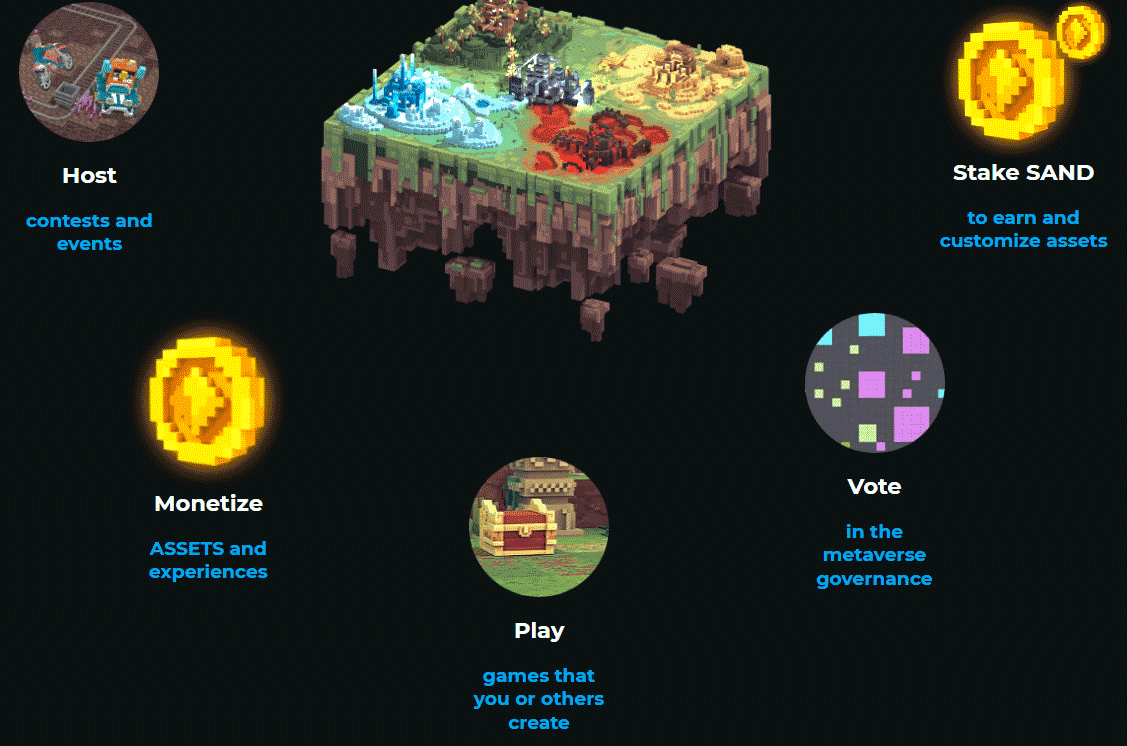 Host
contests and
events
Stake SAND
to earn and
customize assets
Monetize
ASSETS and
experiences
Vote
in the
metaverse
governance
Play
games that
you or others
create